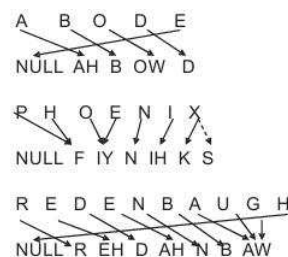 A B O D E
NULL AH B OW D
P H O E N I X
NULL F IY N IH K S
R E D E N B A U G H
NULL R EH D AH N B AW